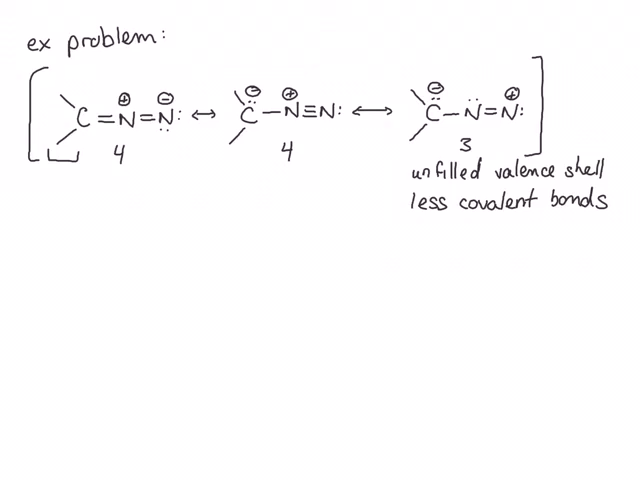 ex problem:
C=N⊕=N⊖: ↔ C̈⊖–N⊕≡N: ↔ C̈⊖–N̈=N⊕:
4 4 3
unfilled valence shell
less covalent bonds